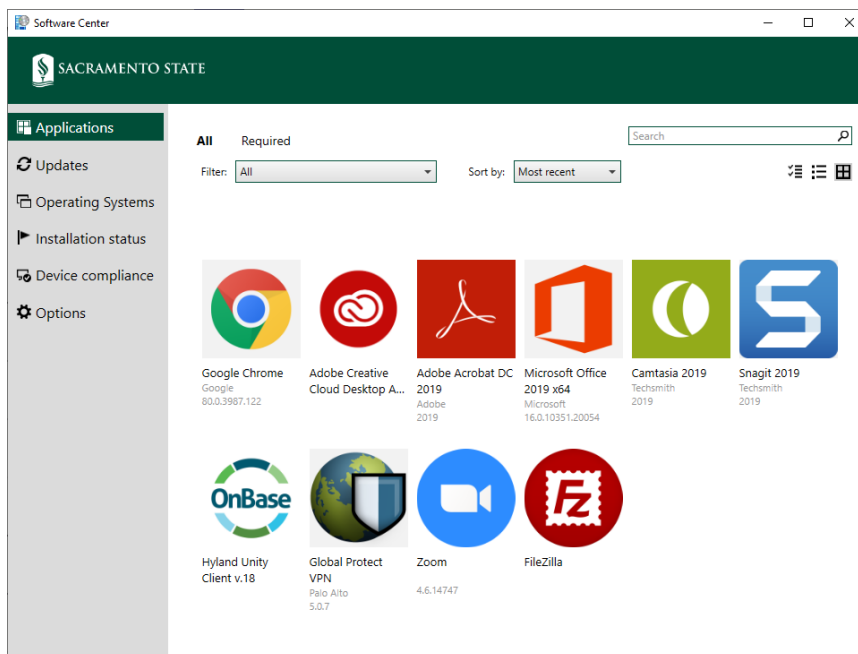 Software Center
SACRAMENTO STATE
Applications
Updates
Operating Systems
Installation status
Device compliance
Options
All Required
Search
Filter: All Sort by: Most recent
Google Chrome
Google
80.0.3987.122
Adobe Creative
Cloud Desktop A...
Adobe Acrobat DC
2019
Adobe
2019
Microsoft Office
2019 x64
Microsoft
16.0.10351.20054
Camtasia 2019
Techsmith
2019
Snagit 2019
Techsmith
2019
OnBase
Hyland Unity
Client v.18
Global Protect
VPN
Palo Alto
5.0.7
Zoom
4.6.14747
Fz
FileZilla